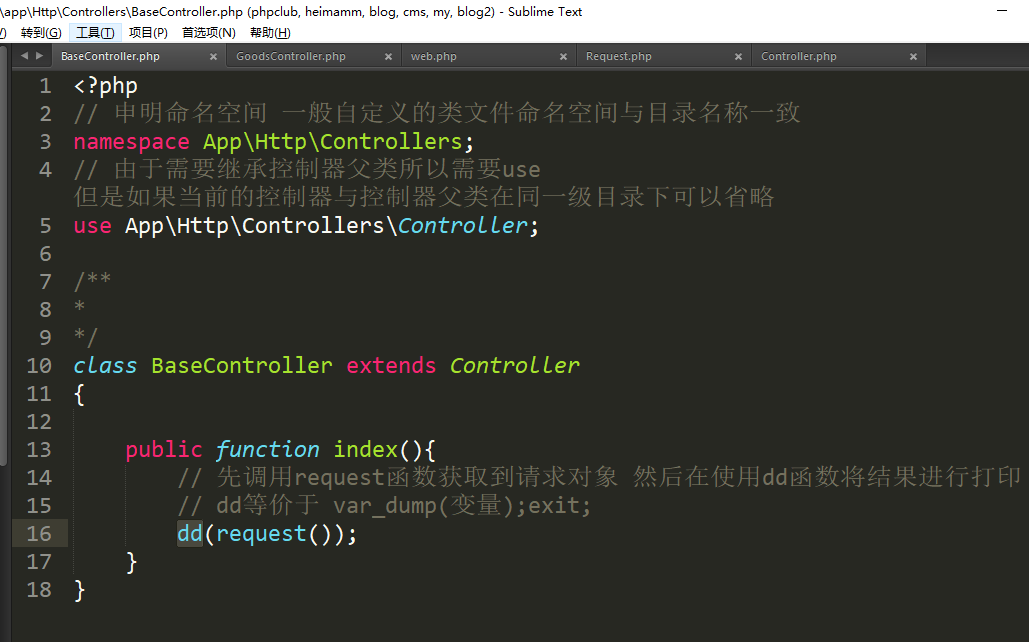 \app\Http\Controllers\BaseController.php (phpclub, heimamm, blog, cms, my, blog2) - Sublime Text
转到(G) 工具(T) 项目(P) 首选项(N) 帮助(H)
BaseController.php × GoodsController.php × web.php × Request.php × Controller.php ×
1 <?php
2 // 申明命名空间 一般自定义的类文件命名空间与目录名称一致
3 namespace App\Http\Controllers;
4 // 由于需要继承控制器父类所以需要use
但是如果当前的控制器与控制器父类在同一级目录下可以省略
5 use App\Http\Controllers\Controller;
6
7 /**
8 *
9 */
10 class BaseController extends Controller
11 {
12
13 public function index(){
14 // 先调用request函数获取到请求对象 然后在使用dd函数将结果进行打印
15 // dd等价于 var_dump(变量);exit;
16 dd(request());
17 }
18 }